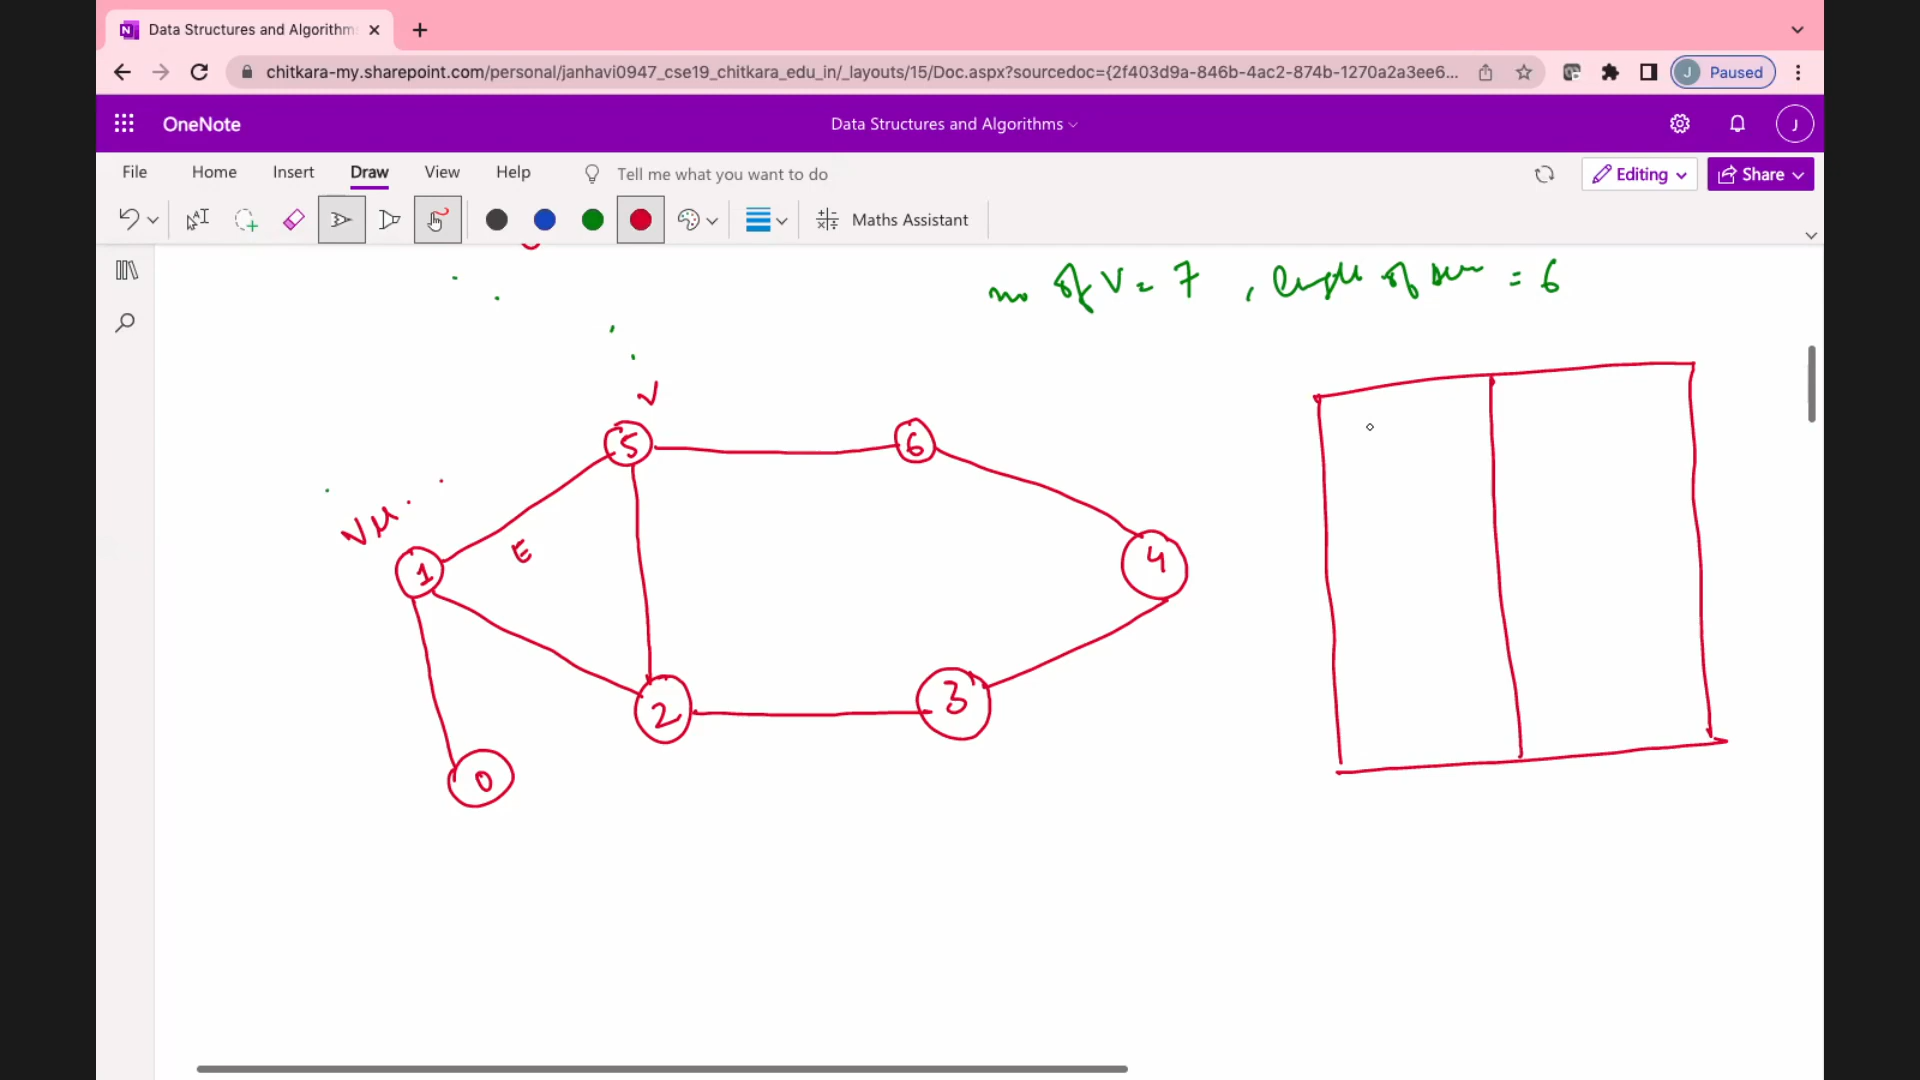 Data Structures and Algorithm
chitkara-my.sharepoint.com/personal/janhavi0947_cse19_chitkara_edu_in/_layouts/15/Doc.aspx?sourcedoc={2f403d9a-846b-4ac2-874b-1270a2a3ee6...
J Paused
OneNote
Data Structures and Algorithms
J
File Home Insert Draw View Help Tell me what you want to do
Editing
Share
Maths Assistant
no of V = 7 , of = 6
V
5
6
1
E
4
2
3
0